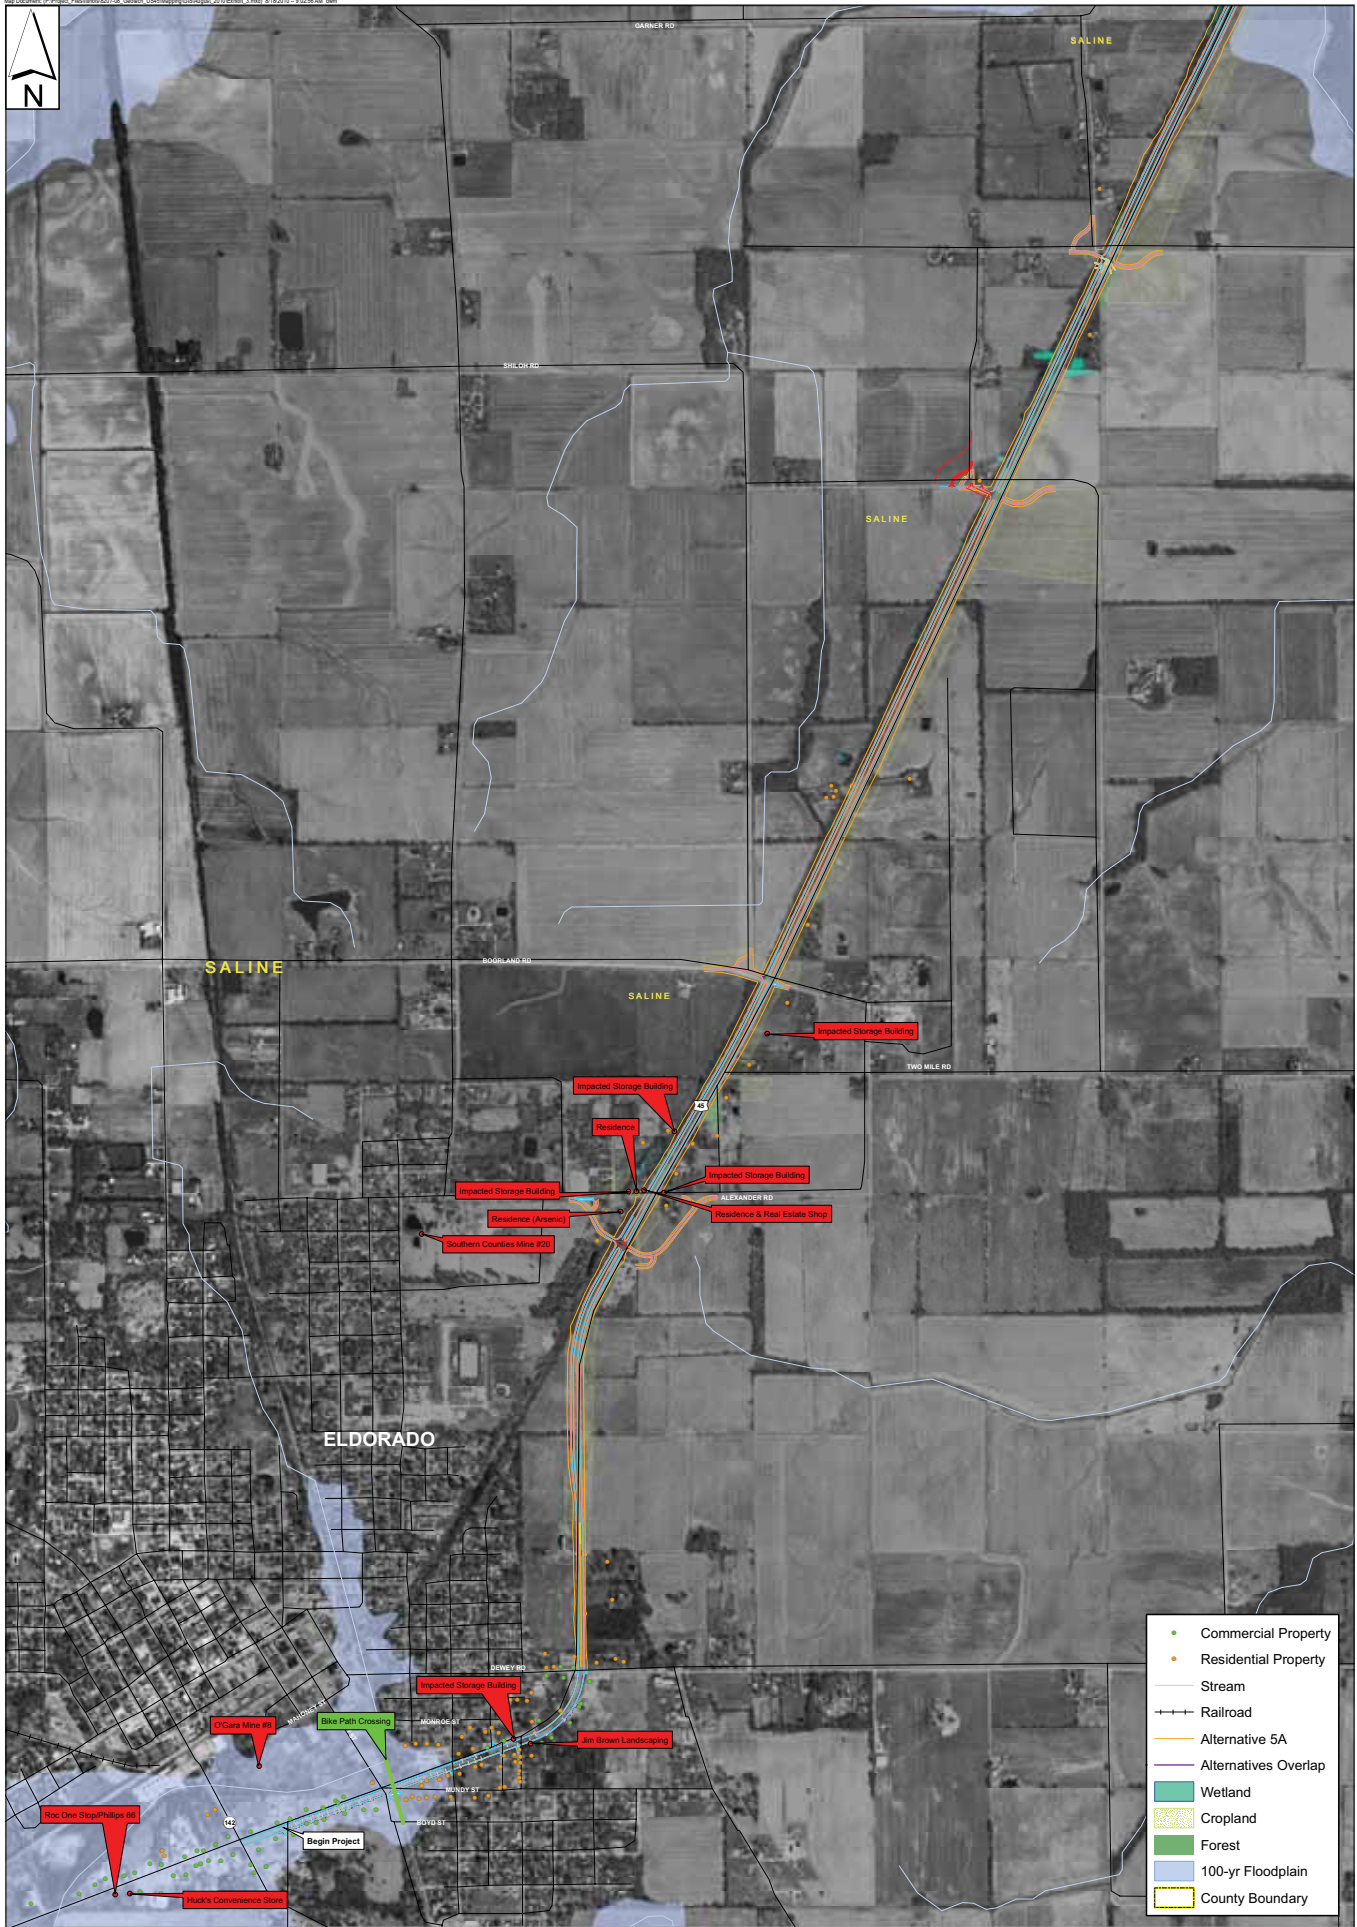 GARNER RD
SALINE
N
SHILOH RD
SALINE
SALINE
BOORLAND RD
SALINE
Impacted Storage Building
TWO MILE RD
Impacted Storage Building
45
Residence
Impacted Storage Building
Impacted Storage Building
ALEXANDER RD
Residence (Arsenic)
Residence & Real Estate Shop
Southern Counties Mine #20
ELDORADO
DEWEY RD
Impacted Storage Building
MAHONEY ST
MONROE ST
Bike Path Crossing
O'Gara Mine #8
Jim Brown Landscaping
MONDY ST
Roc One Stop/Phillips 66
142
BOYD ST
Begin Project
Huck's Convenience Store
Commercial Property
Residential Property
Stream
Railroad
Alternative 5A
Alternatives Overlap
Wetland
Cropland
Forest
100-yr Floodplain
County Boundary